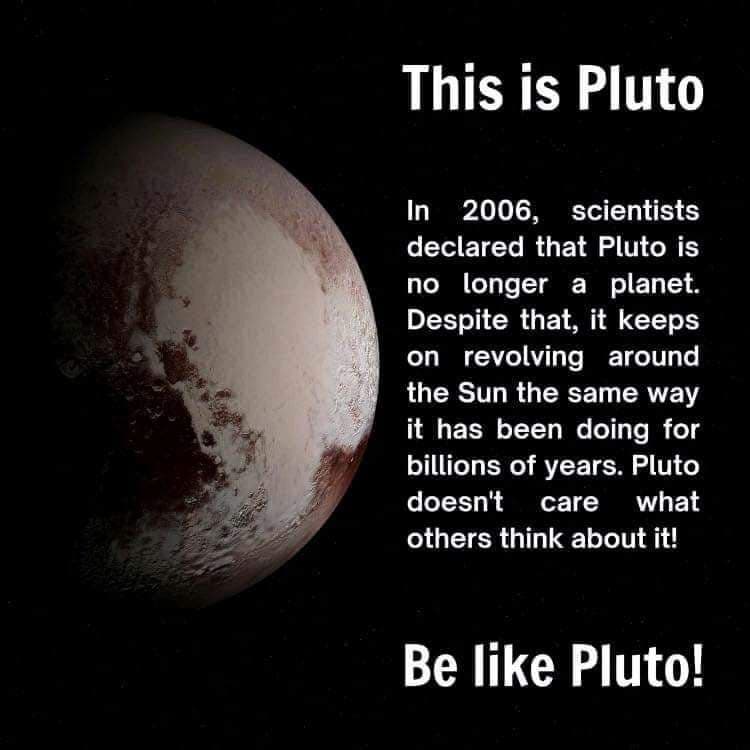 This is Pluto
In 2006, scientists
declared that Pluto is
no longer a planet.
Despite that, it keeps
on revolving around
the Sun the same way
it has been doing for
billions of years. Pluto
doesn't care what
others think about it!
Be like Pluto!